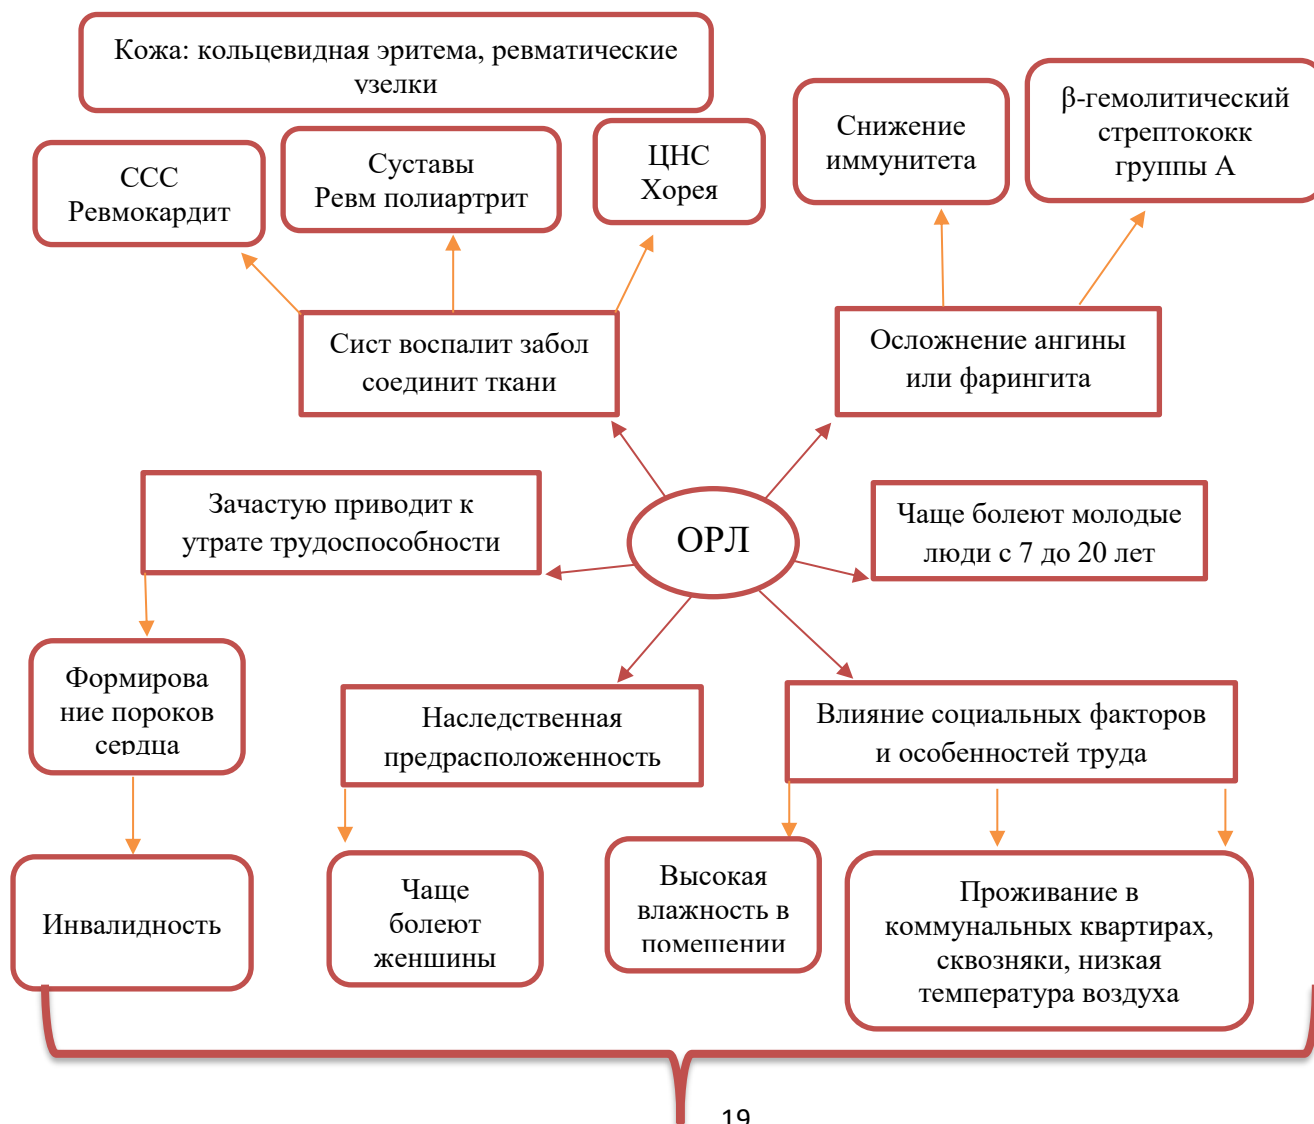 Кожа: кольцевидная эритема, ревматические
узелки
ССС
Ревмокардит
Суставы
Ревм полиартрит
ЦНС
Хорея
Снижение
иммунитета
β-гемолитический
стрептококк
группы А
Сист воспалит забол
соединит ткани
Осложнение ангины
или фарингита
Зачастую приводит к
утрате трудоспособности
ОРЛ
Чаще болеют молодые
люди с 7 до 20 лет
Формирова
ние пороков
сердца
Наследственная
предрасположенность
Влияние социальных факторов
и особенностей труда
Инвалидность
Чаще
болеют
женщины
Высокая
влажность в
помещении
Проживание в
коммунальных квартирах,
сквозняки, низкая
температура воздуха
19